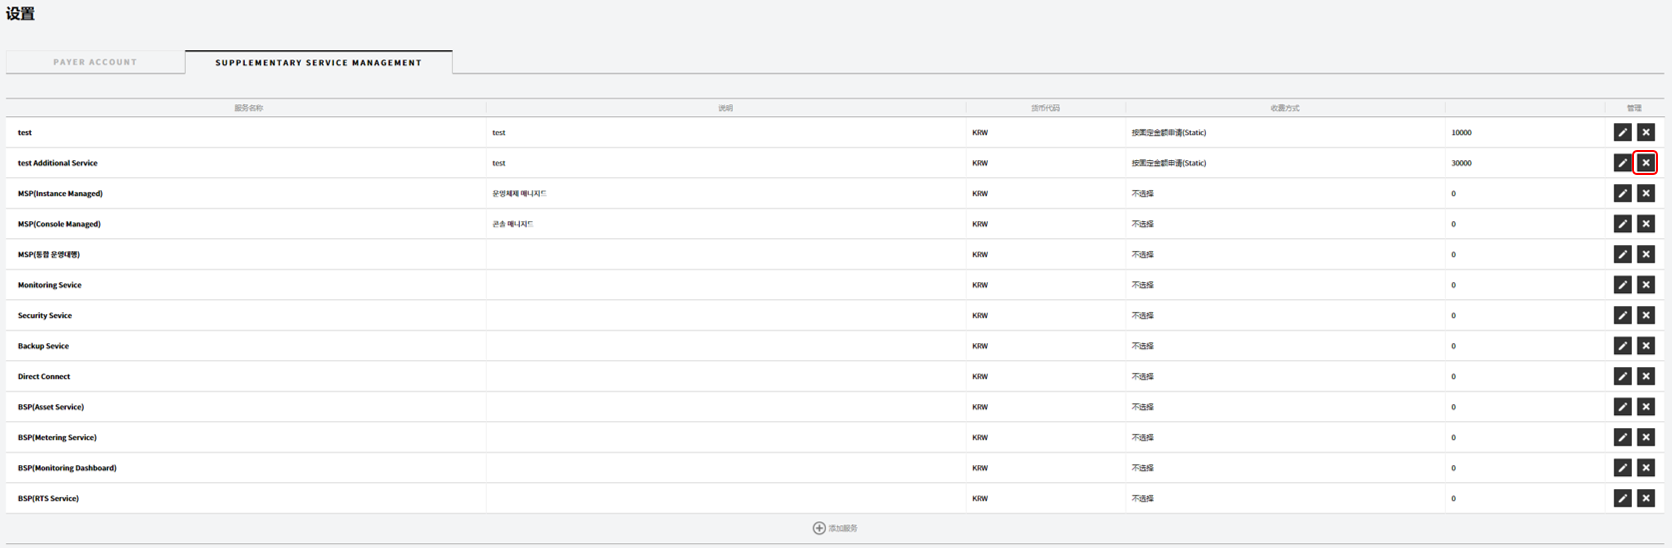 设置
PAYER ACCOUNT SUPPLEMENTARY SERVICE MANAGEMENT
服务名称 说明 货币代码 收置方式 管理
test test KRW 按固定金额申请(Static) 10000
test Additional Service test KRW 按固定金额申请(Static) 30000
MSP(Instance Managed) 운영체제 매니지드 KRW 不选择 0
MSP(Console Managed) 콘솔 매니지드 KRW 不选择 0
MSP(통합 운영대행) KRW 不选择 0
Monitoring Sevice KRW 不选择 0
Security Sevice KRW 不选择 0
Backup Sevice KRW 不选择 0
Direct Connect KRW 不选择 0
BSP(Asset Service) KRW 不选择 0
BSP(Metering Service) KRW 不选择 0
BSP(Monitoring Dashboard) KRW 不选择 0
BSP(RTS Service) KRW 不选择 0
添加服务